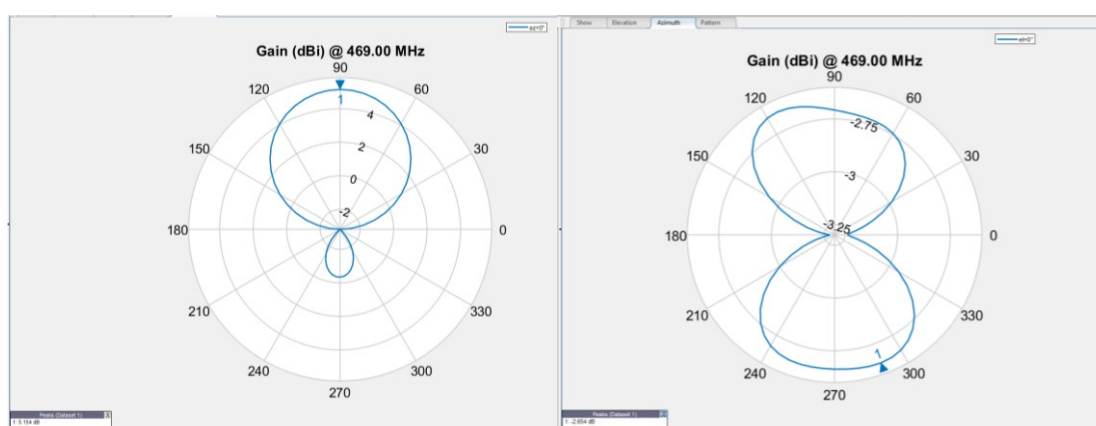 az=0°
Gain (dBi) @ 469.00 MHz
90
120
60
1
4
150
30
2
0
-2
180
0
210
330
240
300
270
Peaks (Dataset 1)
1: 5.154 dB
Show
Elevation
Azimuth
Pattern
el=0°
Gain (dBi) @ 469.00 MHz
90
120
60
-2.75
150
30
-3
-3.25
180
0
210
330
1
240
300
270
Peaks (Dataset 1)
1: -2.654 dB